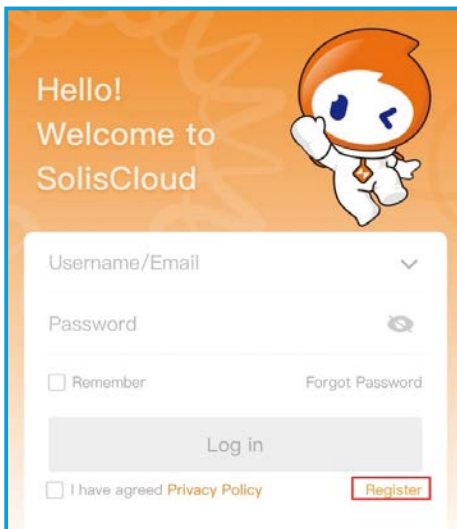 Hello!
Welcome to
SolisCloud
Username/Email
Password
Remember Forgot Password
Log in
I have agreed Privacy Policy Register